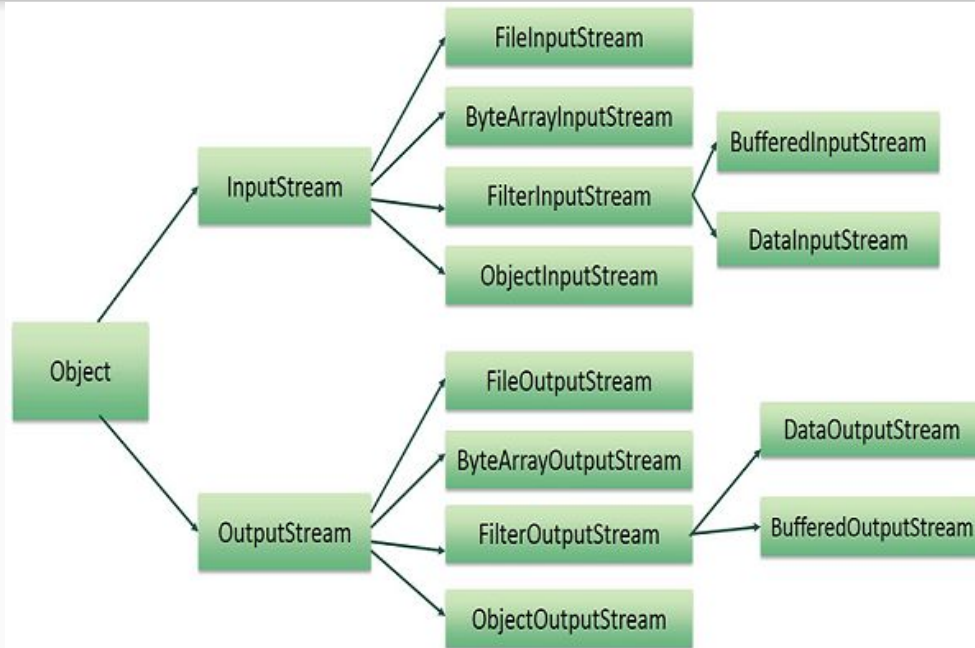 FileInputStream
ByteArrayInputStream
BufferedInputStream
InputStream
FilterInputStream
DataInputStream
ObjectInputStream
Object
FileOutputStream
DataOutputStream
ByteArrayOutputStream
OutputStream
FilterOutputStream
BufferedOutputStream
ObjectOutputStream